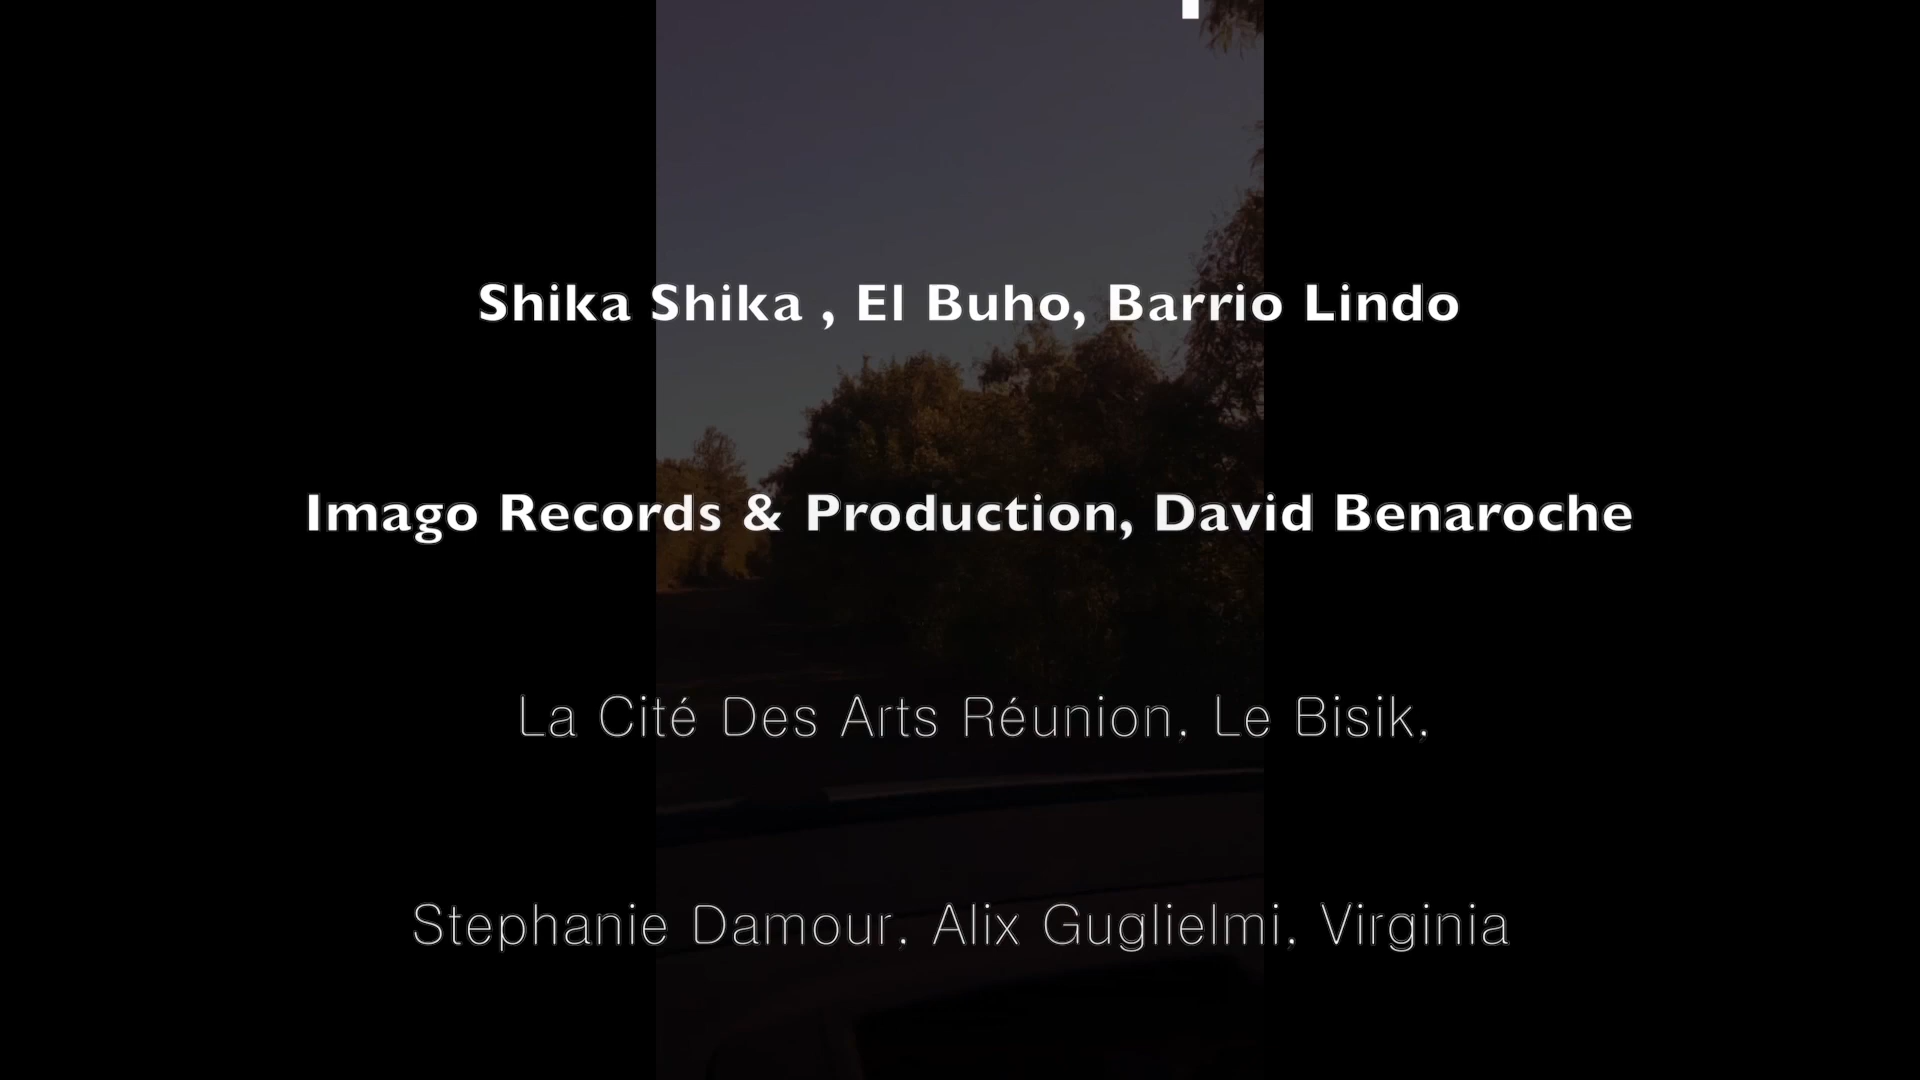 Shika Shika , El Buho, Barrio Lindo
Imago Records & Production, David Benaroche
La Cité Des Arts Réunion, Le Bisik,
Stephanie Damour, Alix Guglielmi, Virginia